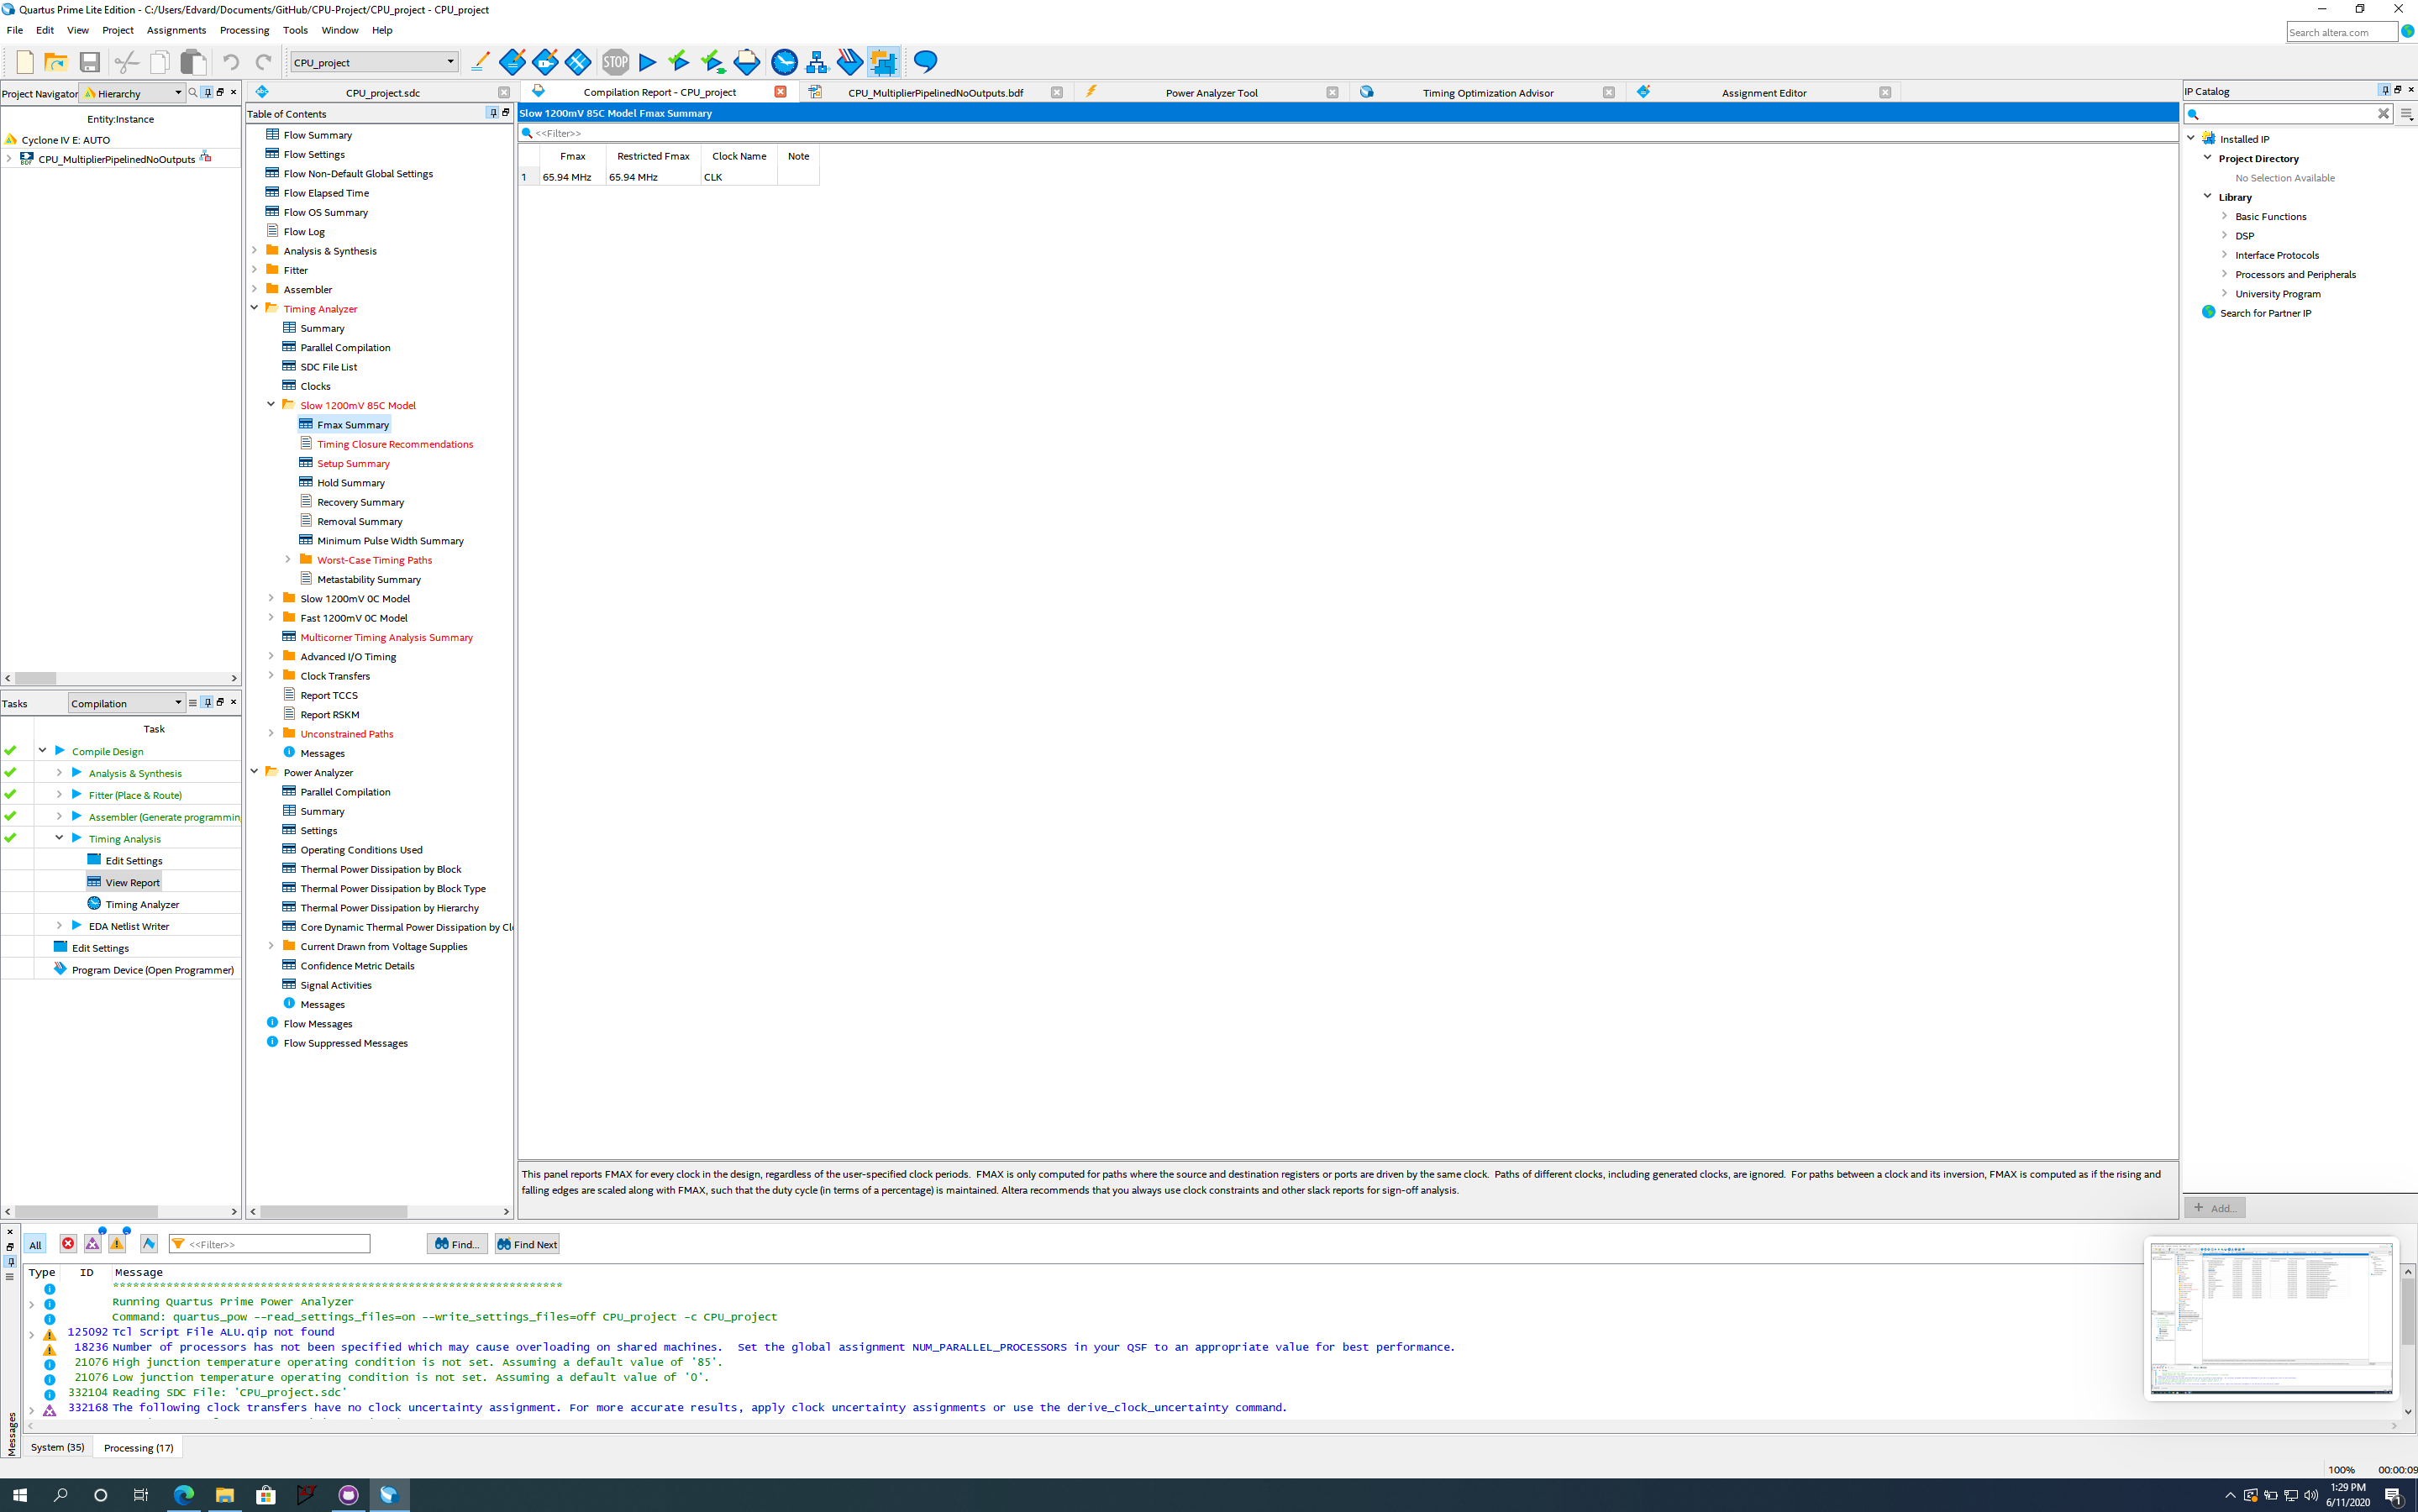 Quartus Prime Lite Edition - C:/Users/Edvard/Documents/GitHub/CPU-Project/CPU_project - CPU_project
File Edit View Project Assignments Processing Tools Window Help
Search altera.com
CPU_project
STOP
Project Navigator Hierarchy
Entity:Instance
Cyclone IV E: AUTO
CPU_MultiplierPipelinedNoOutputs
Tasks Compilation
Task
Compile Design
Analysis & Synthesis
Fitter (Place & Route)
Assembler (Generate programmin
Timing Analysis
Edit Settings
View Report
Timing Analyzer
EDA Netlist Writer
Edit Settings
Program Device (Open Programmer)
CPU_project.sdc
Compilation Report - CPU_project
CPU_MultiplierPipelinedNoOutputs.bdf
Power Analyzer Tool
Timing Optimization Advisor
Assignment Editor
Table of Contents
Flow Summary
Flow Settings
Flow Non-Default Global Settings
Flow Elapsed Time
Flow OS Summary
Flow Log
Analysis & Synthesis
Fitter
Assembler
Timing Analyzer
Summary
Parallel Compilation
SDC File List
Clocks
Slow 1200mV 85C Model
Fmax Summary
Timing Closure Recommendations
Setup Summary
Hold Summary
Recovery Summary
Removal Summary
Minimum Pulse Width Summary
Worst-Case Timing Paths
Metastability Summary
Slow 1200mV 0C Model
Fast 1200mV 0C Model
Multicorner Timing Analysis Summary
Advanced I/O Timing
Clock Transfers
Report TCCS
Report RSKM
Unconstrained Paths
Messages
Power Analyzer
Parallel Compilation
Summary
Settings
Operating Conditions Used
Thermal Power Dissipation by Block
Thermal Power Dissipation by Block Type
Thermal Power Dissipation by Hierarchy
Core Dynamic Thermal Power Dissipation by Cl
Current Drawn from Voltage Supplies
Confidence Metric Details
Signal Activities
Messages
Flow Messages
Flow Suppressed Messages
Slow 1200mV 85C Model Fmax Summary
<<Filter>>
Fmax Restricted Fmax Clock Name Note
1 65.94 MHz 65.94 MHz CLK
This panel reports FMAX for every clock in the design, regardless of the user-specified clock periods. FMAX is only computed for paths where the source and destination registers or ports are driven by the same clock. Paths of different clocks, including generated clocks, are ignored. For paths between a clock and its inversion, FMAX is computed as if the rising and
falling edges are scaled along with FMAX, such that the duty cycle (in terms of a percentage) is maintained. Altera recommends that you always use clock constraints and other slack reports for sign-off analysis.
IP Catalog
Installed IP
Project Directory
No Selection Available
Library
Basic Functions
DSP
Interface Protocols
Processors and Peripherals
University Program
Search for Partner IP
+ Add...
All <<Filter>> Find... Find Next
Type ID Message
Running Quartus Prime Power Analyzer
Command: quartus_pow --read_settings_files=on --write_settings_files=off CPU_project -c CPU_project
125092 Tcl Script File ALU.qip not found
18236 Number of processors has not been specified which may cause overloading on shared machines. Set the global assignment NUM_PARALLEL_PROCESSORS in your QSF to an appropriate value for best performance.
21076 High junction temperature operating condition is not set. Assuming a default value of '85'.
21076 Low junction temperature operating condition is not set. Assuming a default value of '0'.
332104 Reading SDC File: 'CPU_project.sdc'
332168 The following clock transfers have no clock uncertainty assignment. For more accurate results, apply clock uncertainty assignments or use the derive_clock_uncertainty command.
Messages
System (35) Processing (17)
100% 00:00:09
1:29 PM
6/11/2020